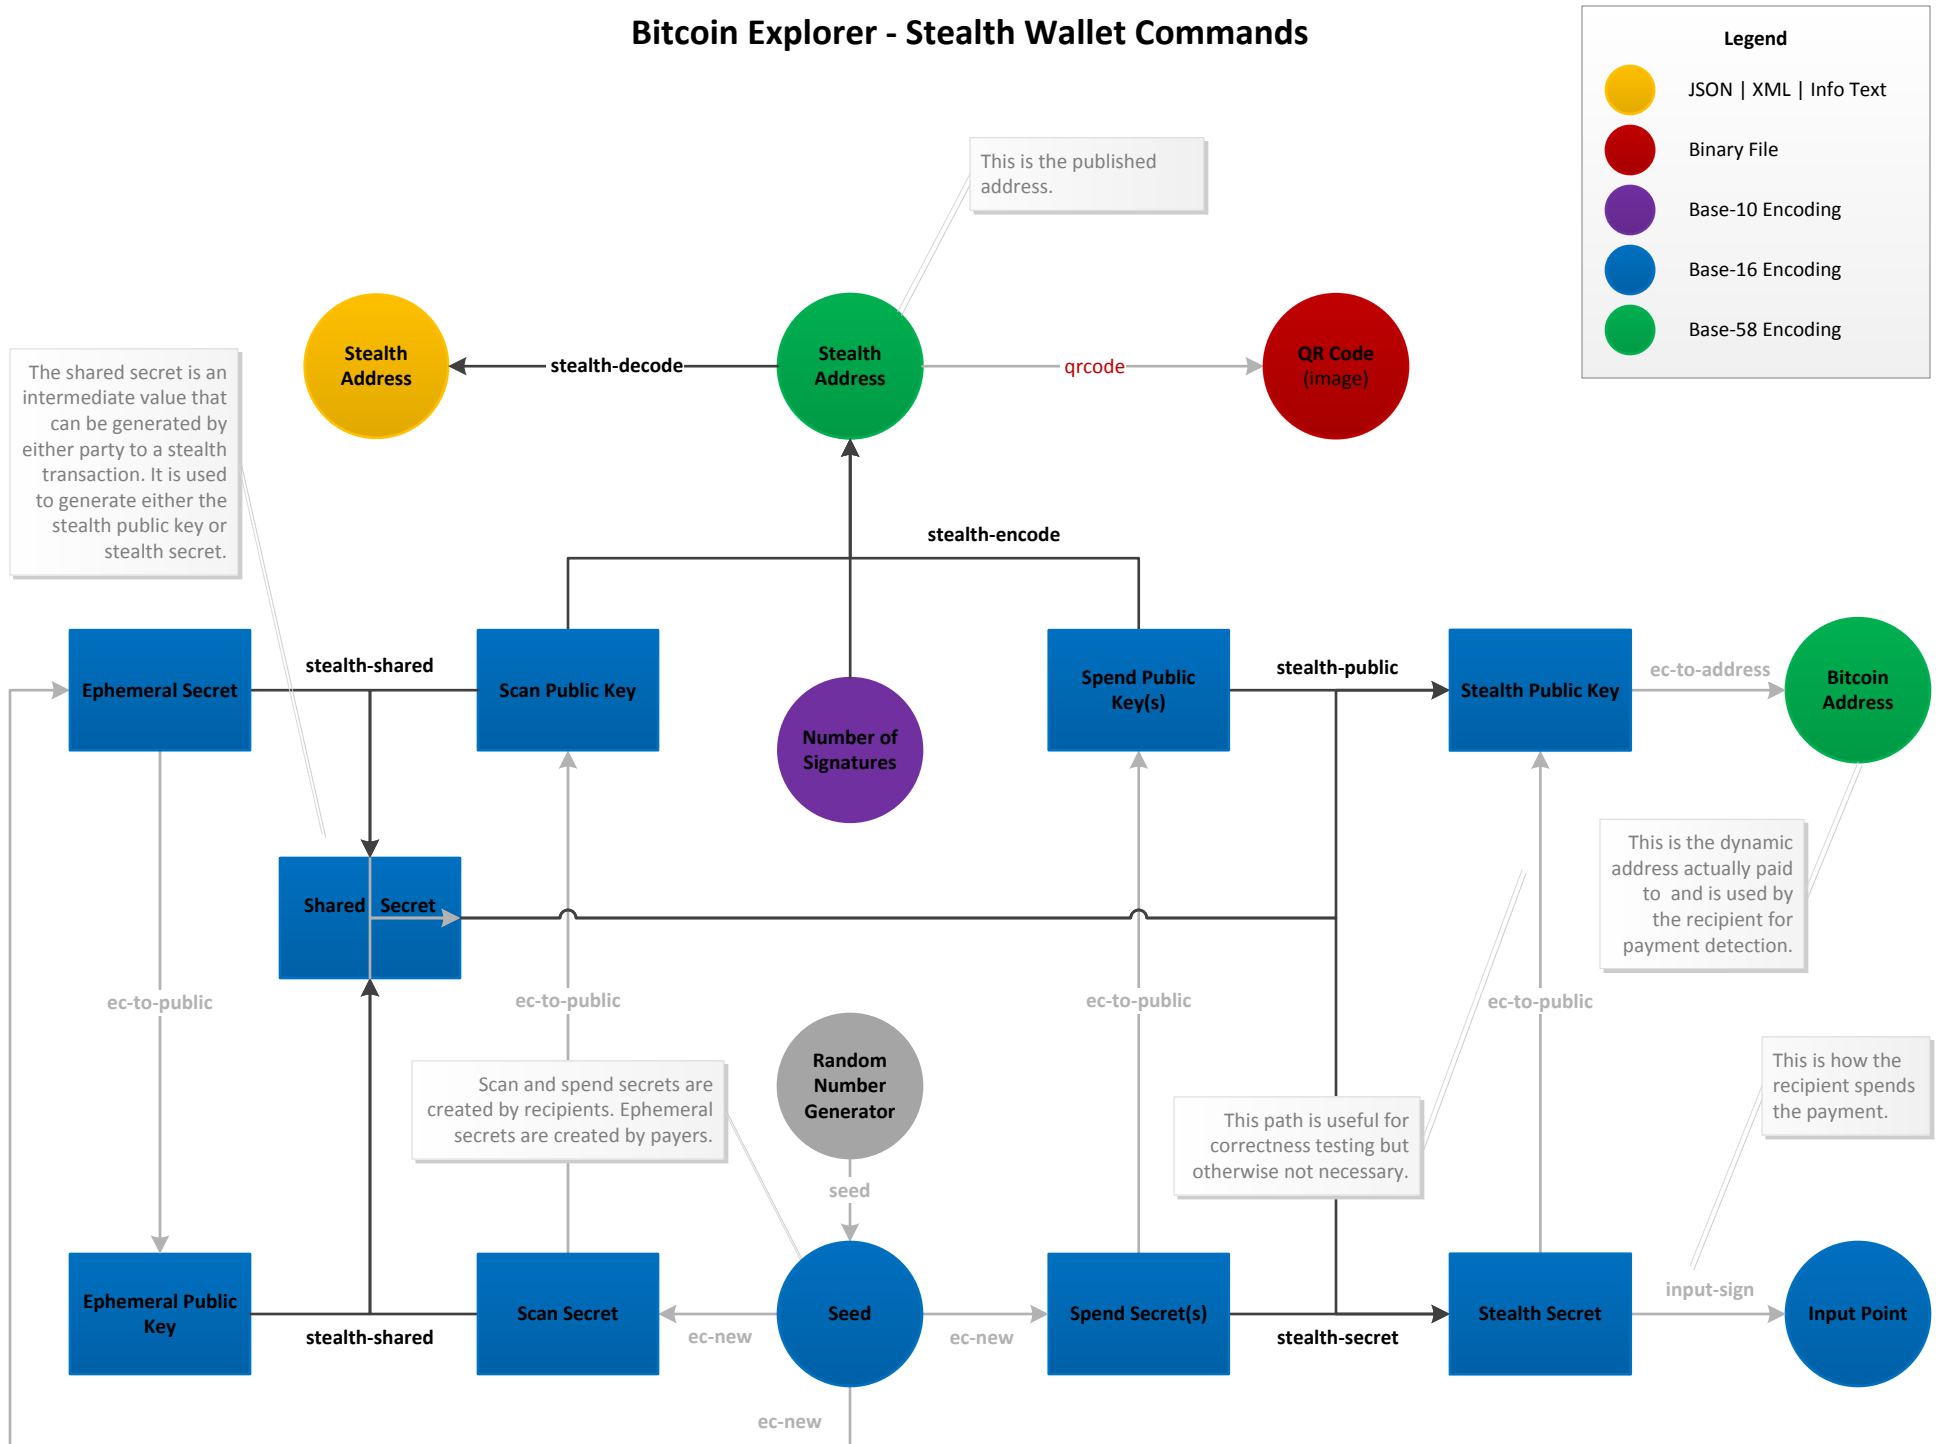 Bitcoin Explorer - Stealth Wallet Commands
Legend
JSON | XML | Info Text
Binary File
Base-10 Encoding
Base-16 Encoding
Base-58 Encoding
This is the published
address.
Stealth
Address
stealth-decode
Stealth
Address
qrcode
QR Code
(image)
The shared secret is an
intermediate value that
can be generated by
either party to a stealth
transaction. It is used
to generate either the
stealth public key or
stealth secret.
stealth-encode
Ephemeral Secret
stealth-shared
Scan Public Key
Number of
Signatures
Spend Public
Key(s)
stealth-public
Stealth Public Key
ec-to-address
Bitcoin
Address
Shared Secret
This is the dynamic
address actually paid
to and is used by
the recipient for
payment detection.
ec-to-public
ec-to-public
ec-to-public
ec-to-public
Random
Number
Generator
Scan and spend secrets are
created by recipients. Ephemeral
secrets are created by payers.
This path is useful for
correctness testing but
otherwise not necessary.
This is how the
recipient spends
the payment.
seed
Ephemeral Public
Key
stealth-shared
Scan Secret
ec-new
Seed
ec-new
Spend Secret(s)
stealth-secret
Stealth Secret
input-sign
Input Point
ec-new